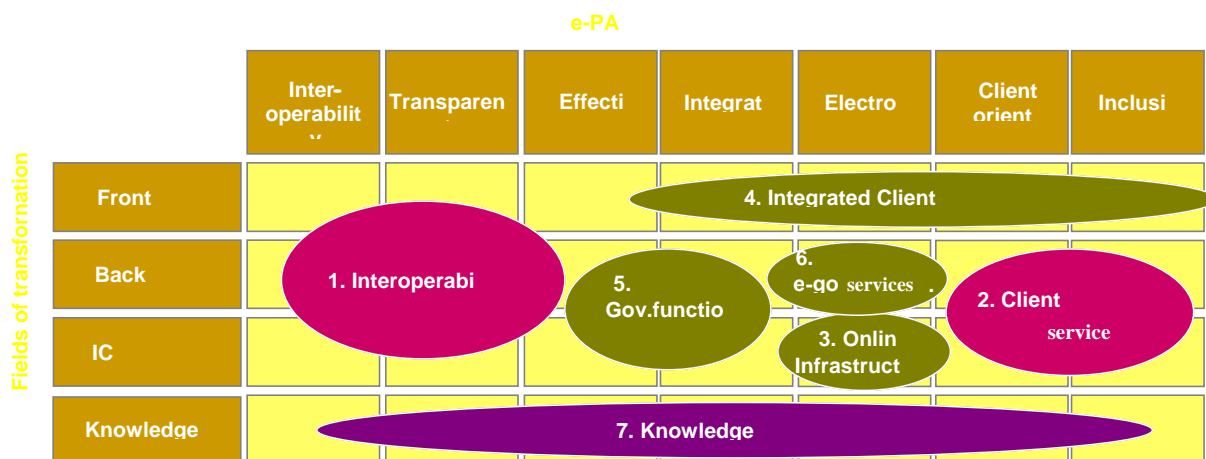 e-PA
Inter-
operabilit
y
Transparen
Effecti
Integrat
Electro
Client
orient
Inclusi
Fields of transfornation
Front
4. Integrated Client
Back
1. Interoperabi
5.
Gov.functio
6.
e-go services .
2. Client
service
IC
3. Onlin
Infrastruct
Knowledge
7. Knowledge